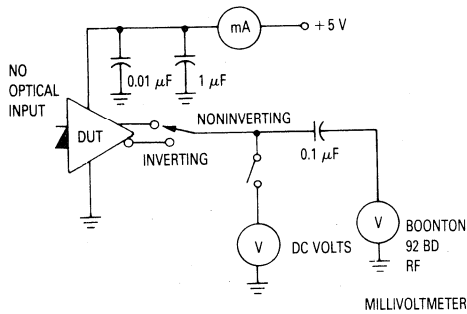 mA
+ 5 V
NO
OPTICAL
INPUT
0.01 μF
1 μF
DUT
NONINVERTING
INVERTING
0.1 μF
V
DC VOLTS
V
BOONTON
92 BD
RF
MILLIVOLTMETER